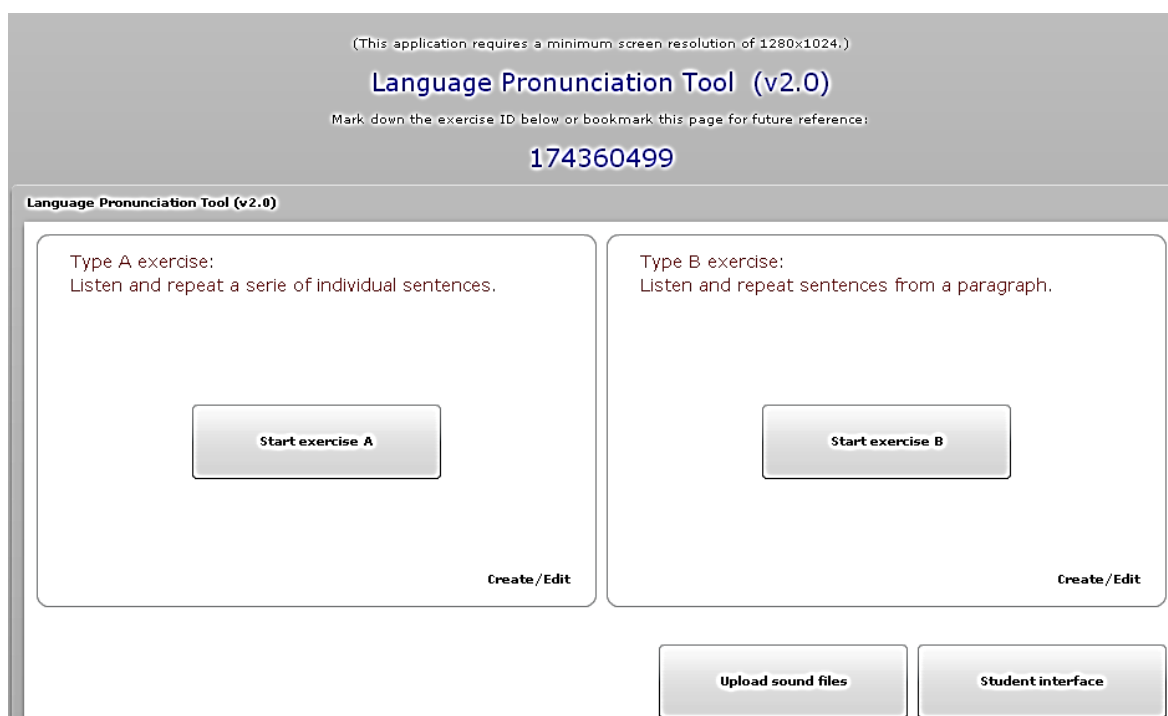 (This application requires a minimum screen resolution of 1280x1024.)
Language Pronunciation Tool (v2.0)
Mark down the exercise ID below or bookmark this page for future reference:
174360499
Language Pronunciation Tool (v2.0)
Type A exercise:
Listen and repeat a serie of individual sentences.
Start exercise A
Create/Edit
Type B exercise:
Listen and repeat sentences from a paragraph.
Start exercise B
Create/Edit
Upload sound files
Student interface